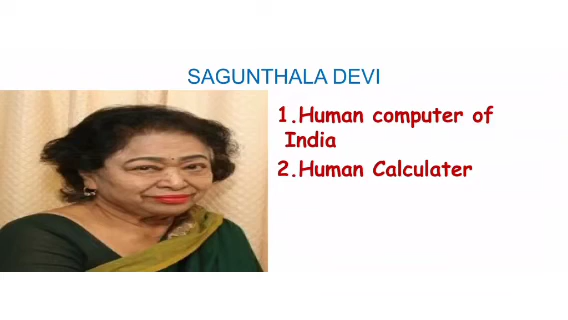 SAGUNTHALA DEVI
1.Human computer of
India
2.Human Calculater